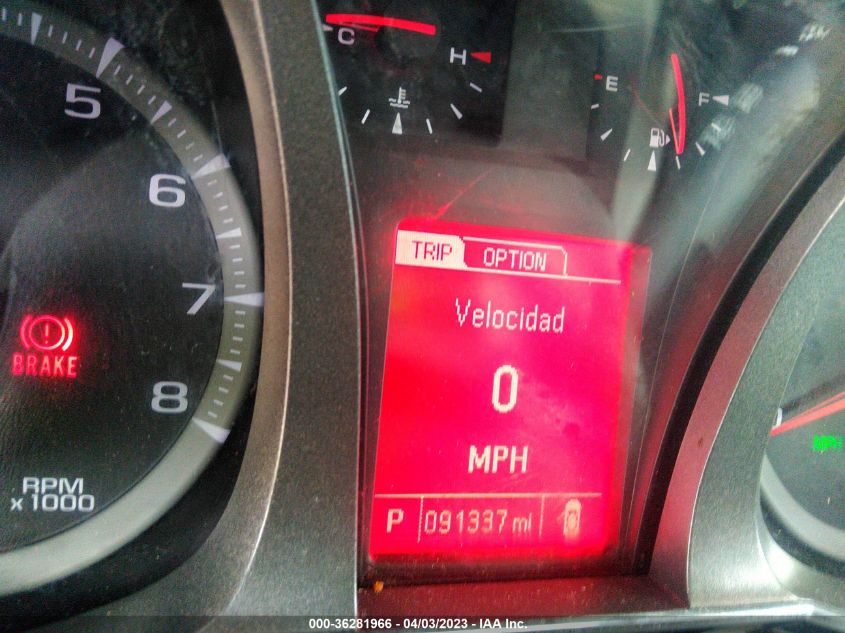 C
H
E
F
5
6
7
8
BRAKE
RPM
x1000
TRIP OPTION
Velocidad
0
MPH
P 091337 mi
MPH
000-36281966 - 04/03/2023 - IAA Inc.